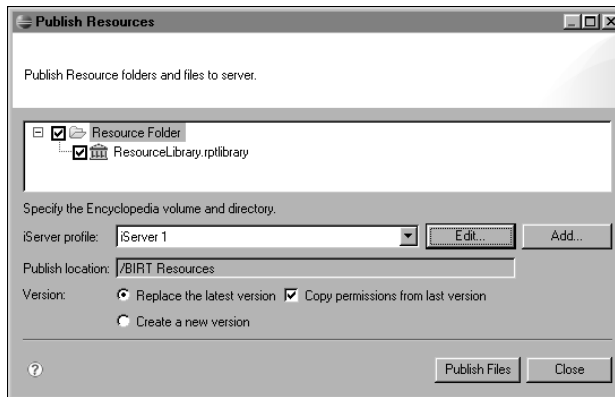 Publish Resources
Publish Resource folders and files to server.
Resource Folder
ResourceLibrary.rptlibrary
Specify the Encyclopedia volume and directory.
iServer profile: iServer 1 Edit... Add...
Publish location: /BIRT Resources
Version: Replace the latest version Copy permissions from last version
Create a new version
? Publish Files Close